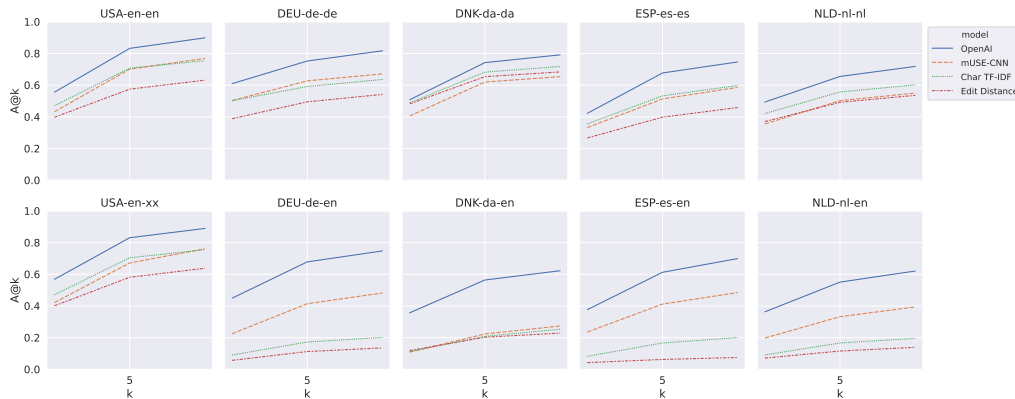 USA-en-en
DEU-de-de
DNK-da-da
ESP-es-es
NLD-nl-nl
1.0
0.8
0.6
0.4
0.2
0.0
A@k
model
OpenAI
mUSE-CNN
Char TF-IDF
Edit Distance
USA-en-xx
DEU-de-en
DNK-da-en
ESP-es-en
NLD-nl-en
1.0
0.8
0.6
0.4
0.2
0.0
A@k
5
5
5
5
5
k
k
k
k
k